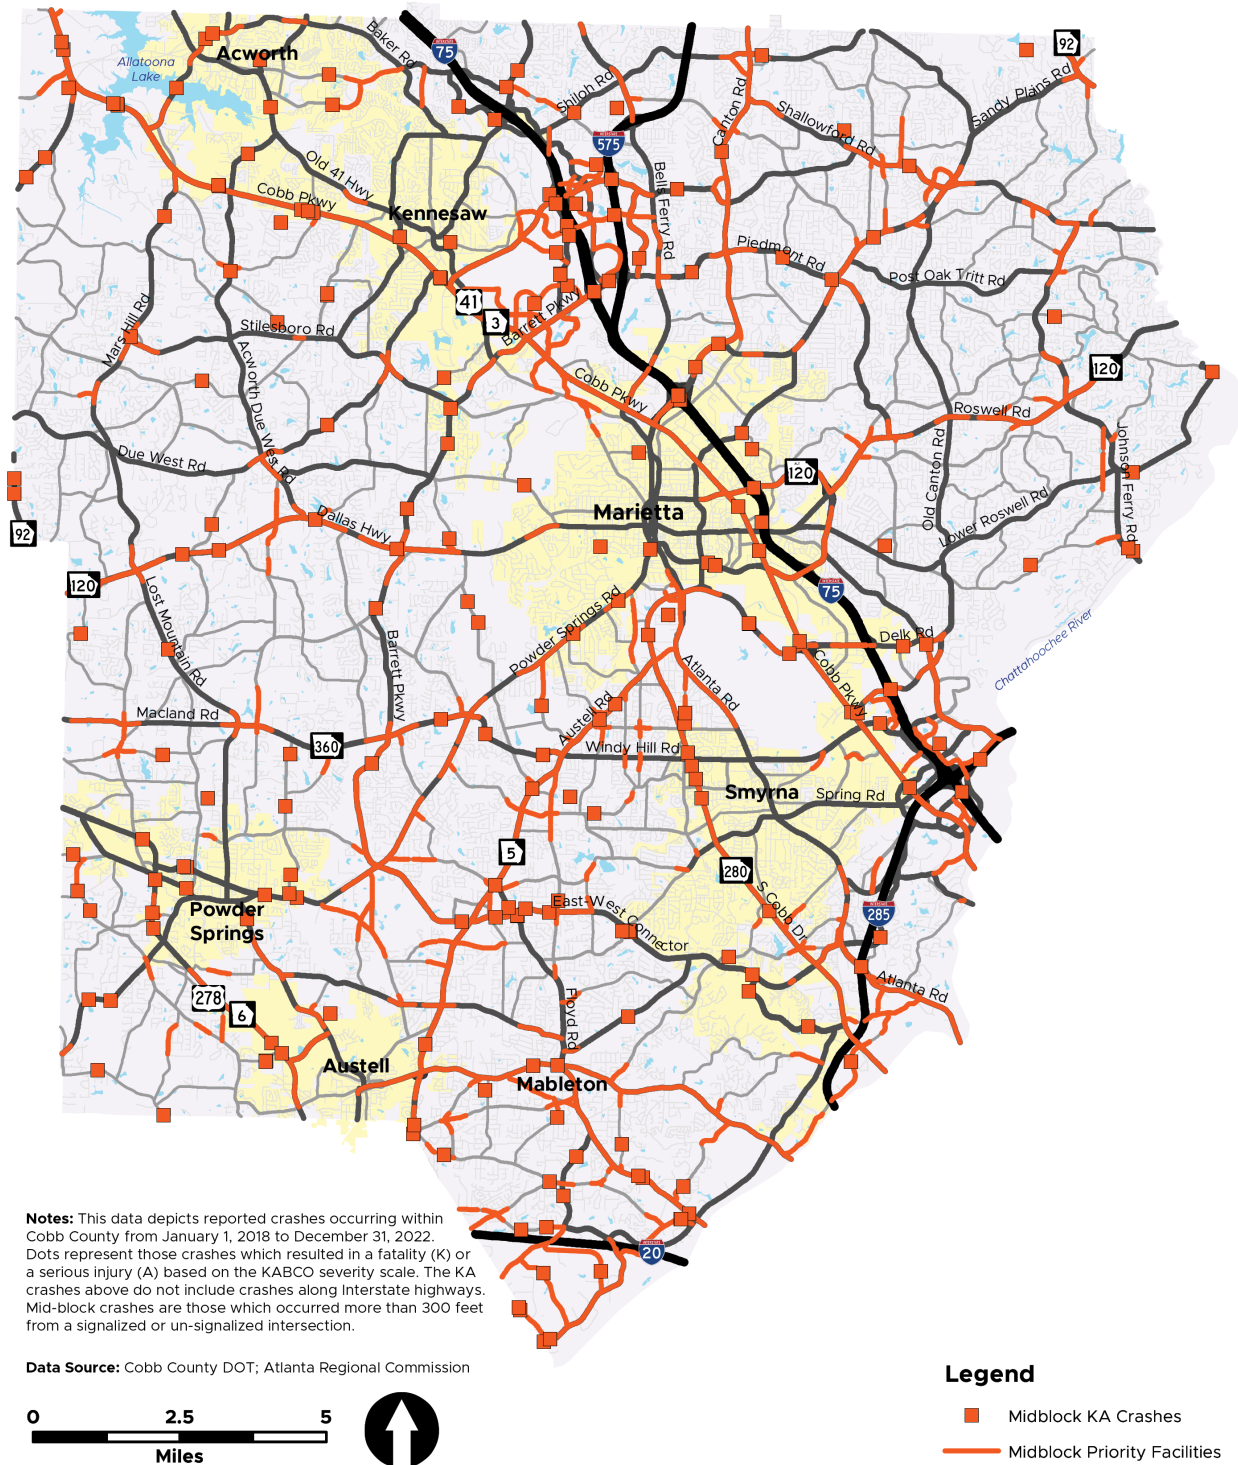 Acworth
Baker Rd
75
92
Allatoona
Lake
Shiloh Rd
Canton Rd
Sandy Plains Rd
Shallowford Rd
575
Old 41 Hwy
Cobb Pkwy
Kennesaw
Bells Ferry Rd
Piedmont Rd
Post Oak Tritt Rd
41
3
Barrett Pkwy
Mars Hill Rd
Stilesboro Rd
Acworth Due West Rd
Cobb Pkwy
120
Roswell Rd
Johnson Ferry Rd
Due West Rd
120
Old Canton Rd
Lower Roswell Rd
Dallas Hwy
Marietta
92
120
75
Lost Mountain Rd
Powder Springs Rd
Delk Rd
Chattahoochee River
Barrett Pkwy
Atlanta Rd
Cobb Pkwy
Macland Rd
Austell Rd
360
Windy Hill Rd
Smyrna
Spring Rd
5
280
S Cobb Dr
Powder
Springs
East-West Connector
285
Atlanta Rd
278
6
Floyd Rd
Austell
Mableton
20
Notes: This data depicts reported crashes occurring within
Cobb County from January 1, 2018 to December 31, 2022.
Dots represent those crashes which resulted in a fatality (K) or
a serious injury (A) based on the KABCO severity scale. The KA
crashes above do not include crashes along Interstate highways.
Mid-block crashes are those which occurred more than 300 feet
from a signalized or un-signalized intersection.
Data Source: Cobb County DOT; Atlanta Regional Commission
0 2.5 5
Miles
Legend
Midblock KA Crashes
Midblock Priority Facilities